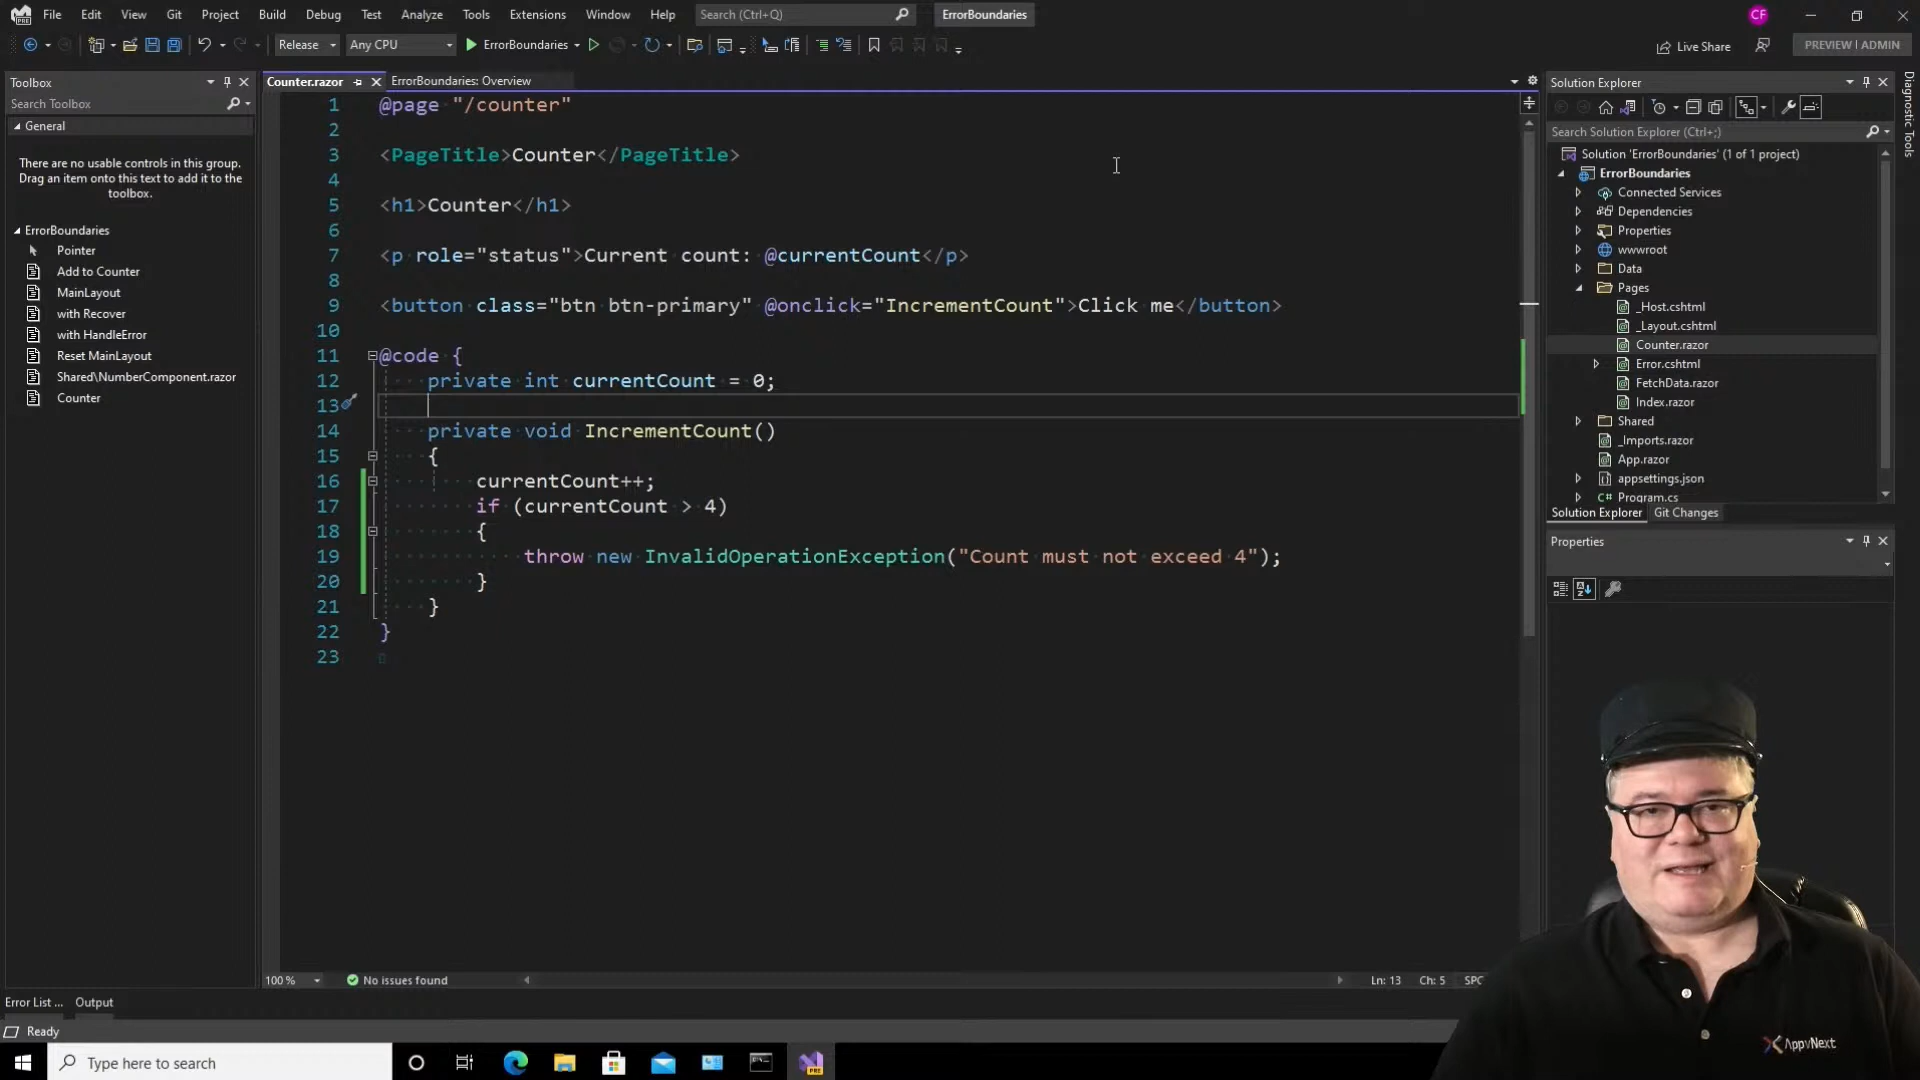 File Edit View Git Project Build Debug Test Analyze Tools Extensions Window Help Search (Ctrl+Q) ErrorBoundaries CF
Release Any CPU ErrorBoundaries Live Share PREVIEW | ADMIN
Toolbox
Search Toolbox
General
There are no usable controls in this group.
Drag an item onto this text to add it to the
toolbox.
ErrorBoundaries
Pointer
Add to Counter
MainLayout
with Recover
with HandleError
Reset MainLayout
Shared\NumberComponent.razor
Counter
Counter.razor ErrorBoundaries: Overview
1 @page "/counter"
2
3 <PageTitle>Counter</PageTitle>
4
5 <h1>Counter</h1>
6
7 <p role="status">Current count: @currentCount</p>
8
9 <button class="btn btn-primary" @onclick="IncrementCount">Click me</button>
10
11 @code {
12 private int currentCount = 0;
13
14 private void IncrementCount()
15 {
16 currentCount++;
17 if (currentCount > 4)
18 {
19 throw new InvalidOperationException("Count must not exceed 4");
20 }
21 }
22 }
23
100 % No issues found Ln: 13 Ch: 5 SPC
Solution Explorer
Search Solution Explorer (Ctrl+;)
Solution 'ErrorBoundaries' (1 of 1 project)
ErrorBoundaries
Connected Services
Dependencies
Properties
wwwroot
Data
Pages
_Host.cshtml
_Layout.cshtml
Counter.razor
Error.cshtml
FetchData.razor
Index.razor
Shared
_Imports.razor
App.razor
appsettings.json
Program.cs
Solution Explorer Git Changes
Properties
Diagnostic Tools
Error List ... Output
Ready
Type here to search
PRE
AppvNext